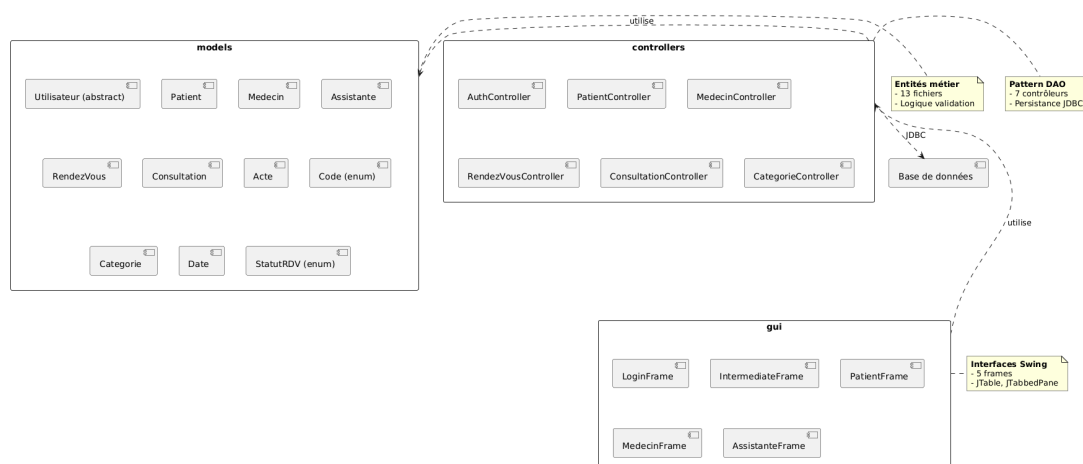 utilise
models
controllers
Utilisateur (abstract)
Patient
Medecin
Assistante
AuthController
PatientController
MedecinController
Entités métier
- 13 fichiers
- Logique validation
Pattern DAO
- 7 contrôleurs
- Persistance JDBC
JDBC
RendezVous
Consultation
Acte
Code (enum)
RendezVousController
ConsultationController
CategorieController
Base de données
utilise
Categorie
Date
StatutRDV (enum)
gui
LoginFrame
IntermediateFrame
PatientFrame
Interfaces Swing
- 5 frames
- JTable, JTabbedPane
MedecinFrame
AssistanteFrame